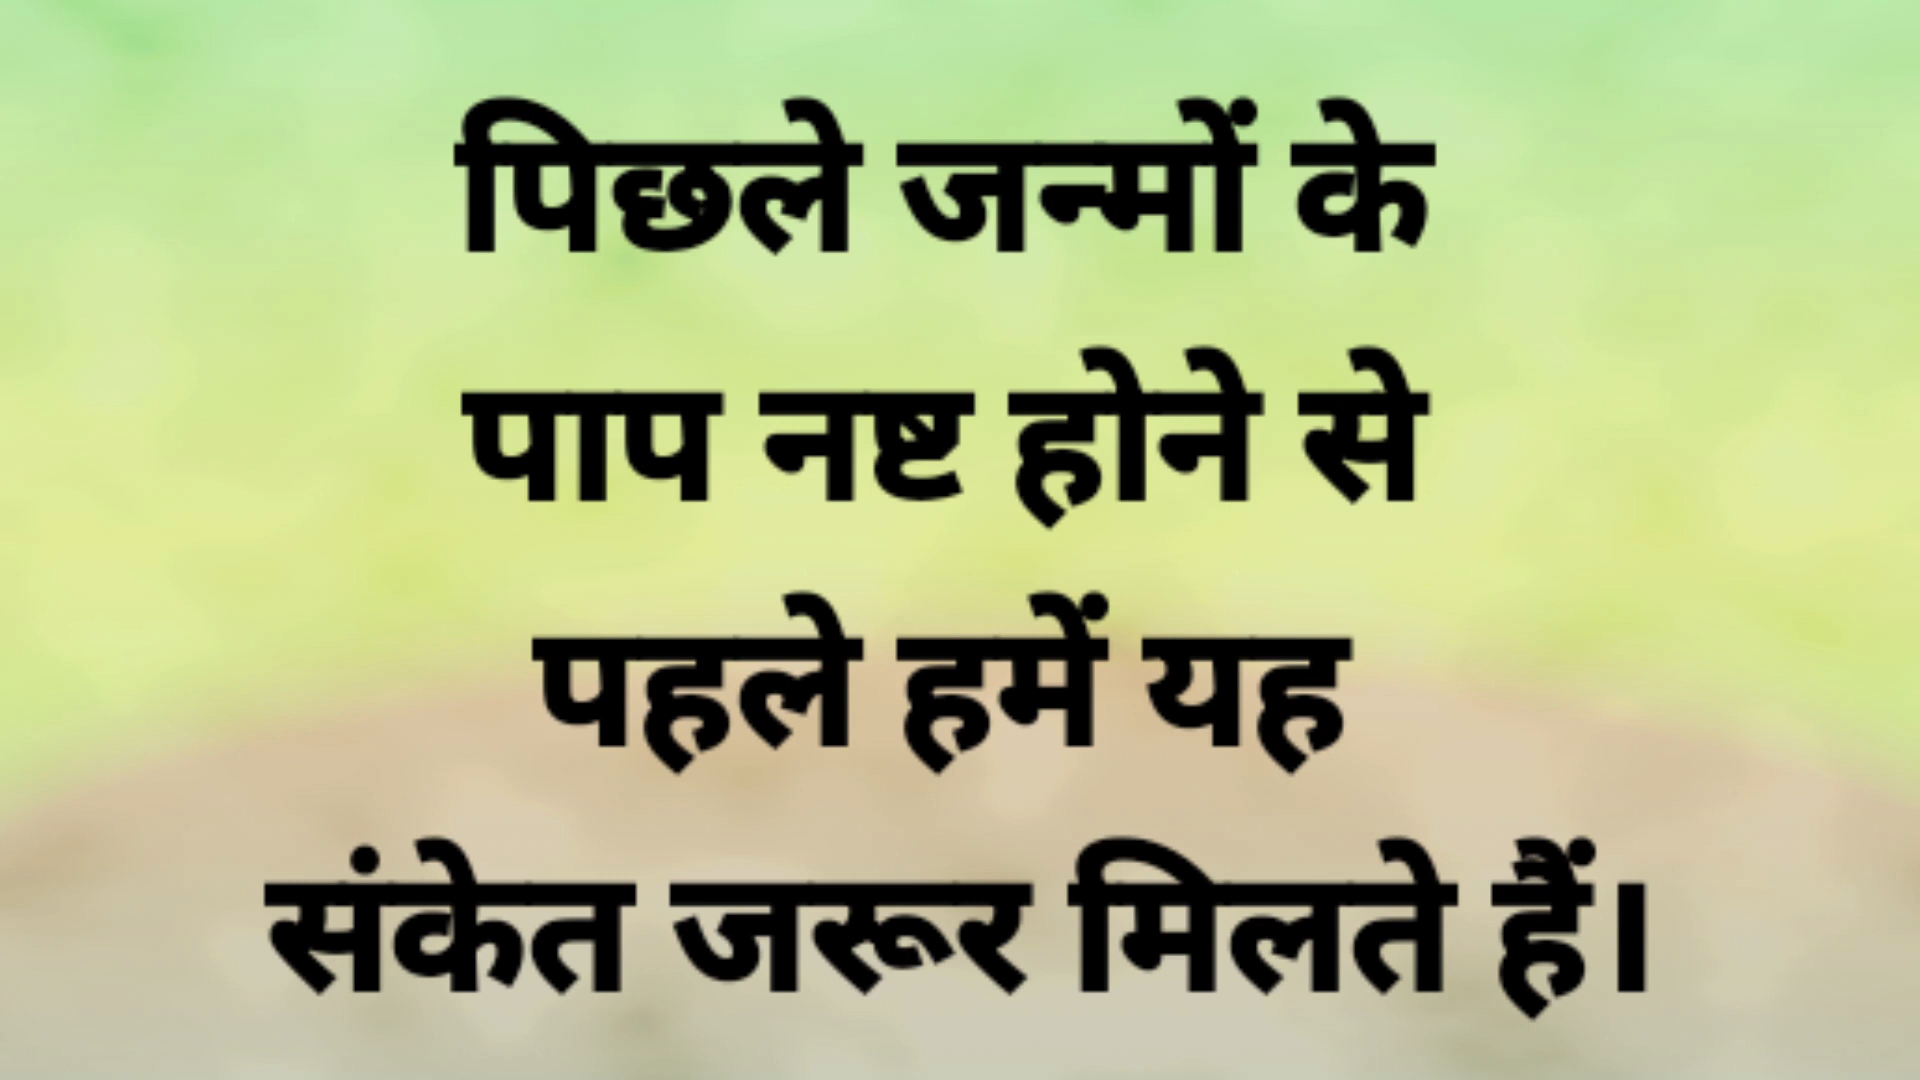 पिछले जन्मों के
पाप नष्ट होने से
पहले हमें यह
संकेत जरूर मिलते हैं।